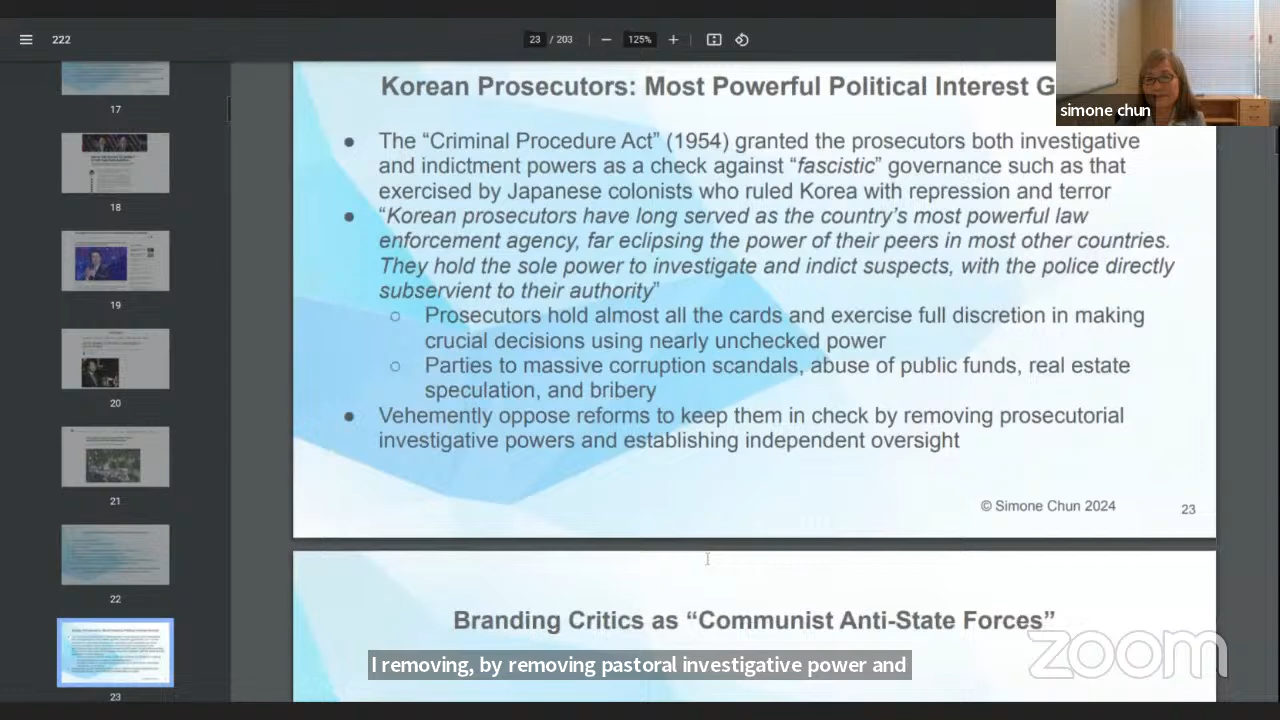 222
23 / 203
125%
simone chun
17
18
19
20
21
22
23
Korean Prosecutors: Most Powerful Political Interest G
● The “Criminal Procedure Act” (1954) granted the prosecutors both investigative
and indictment powers as a check against “fascistic” governance such as that
exercised by Japanese colonists who ruled Korea with repression and terror
● “Korean prosecutors have long served as the country’s most powerful law
enforcement agency, far eclipsing the power of their peers in most other countries.
They hold the sole power to investigate and indict suspects, with the police directly
subservient to their authority”
○ Prosecutors hold almost all the cards and exercise full discretion in making
crucial decisions using nearly unchecked power
○ Parties to massive corruption scandals, abuse of public funds, real estate
speculation, and bribery
● Vehemently oppose reforms to keep them in check by removing prosecutorial
investigative powers and establishing independent oversight
© Simone Chun 2024
23
Branding Critics as “Communist Anti-State Forces”
I removing, by removing pastoral investigative power and
zoom